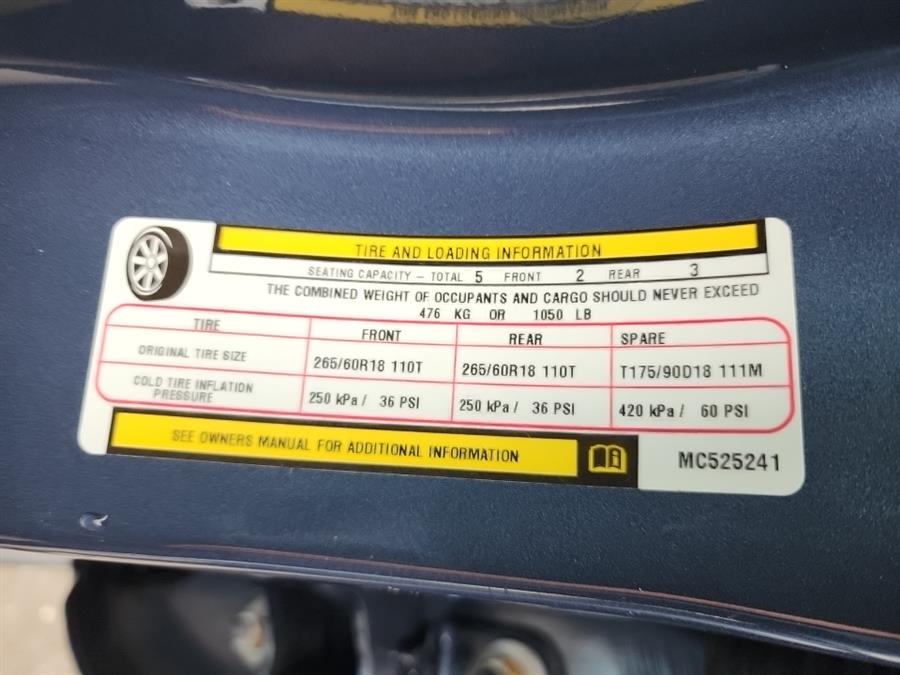 TIRE AND LOADING INFORMATION
SEATING CAPACITY – TOTAL 5 FRONT 2 REAR 3
THE COMBINED WEIGHT OF OCCUPANTS AND CARGO SHOULD NEVER EXCEED
476 KG OR 1050 LB
TIRE FRONT REAR SPARE
ORIGINAL TIRE SIZE 265/60R18 110T 265/60R18 110T T175/90D18 111M
COLD TIRE INFLATION PRESSURE 250 kPa / 36 PSI 250 kPa / 36 PSI 420 kPa / 60 PSI
SEE OWNERS MANUAL FOR ADDITIONAL INFORMATION
MC525241